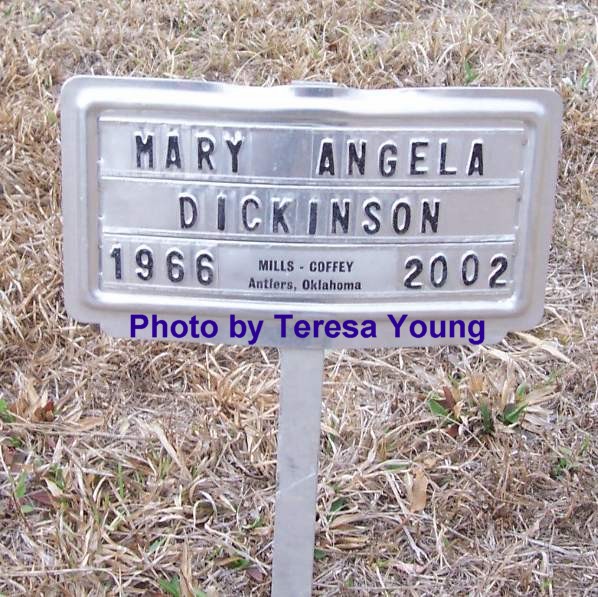 MARY ANGELA
DICKINSON
1966 MILLS - COFFEY 2002
Antlers, Oklahoma
Photo by Teresa Young